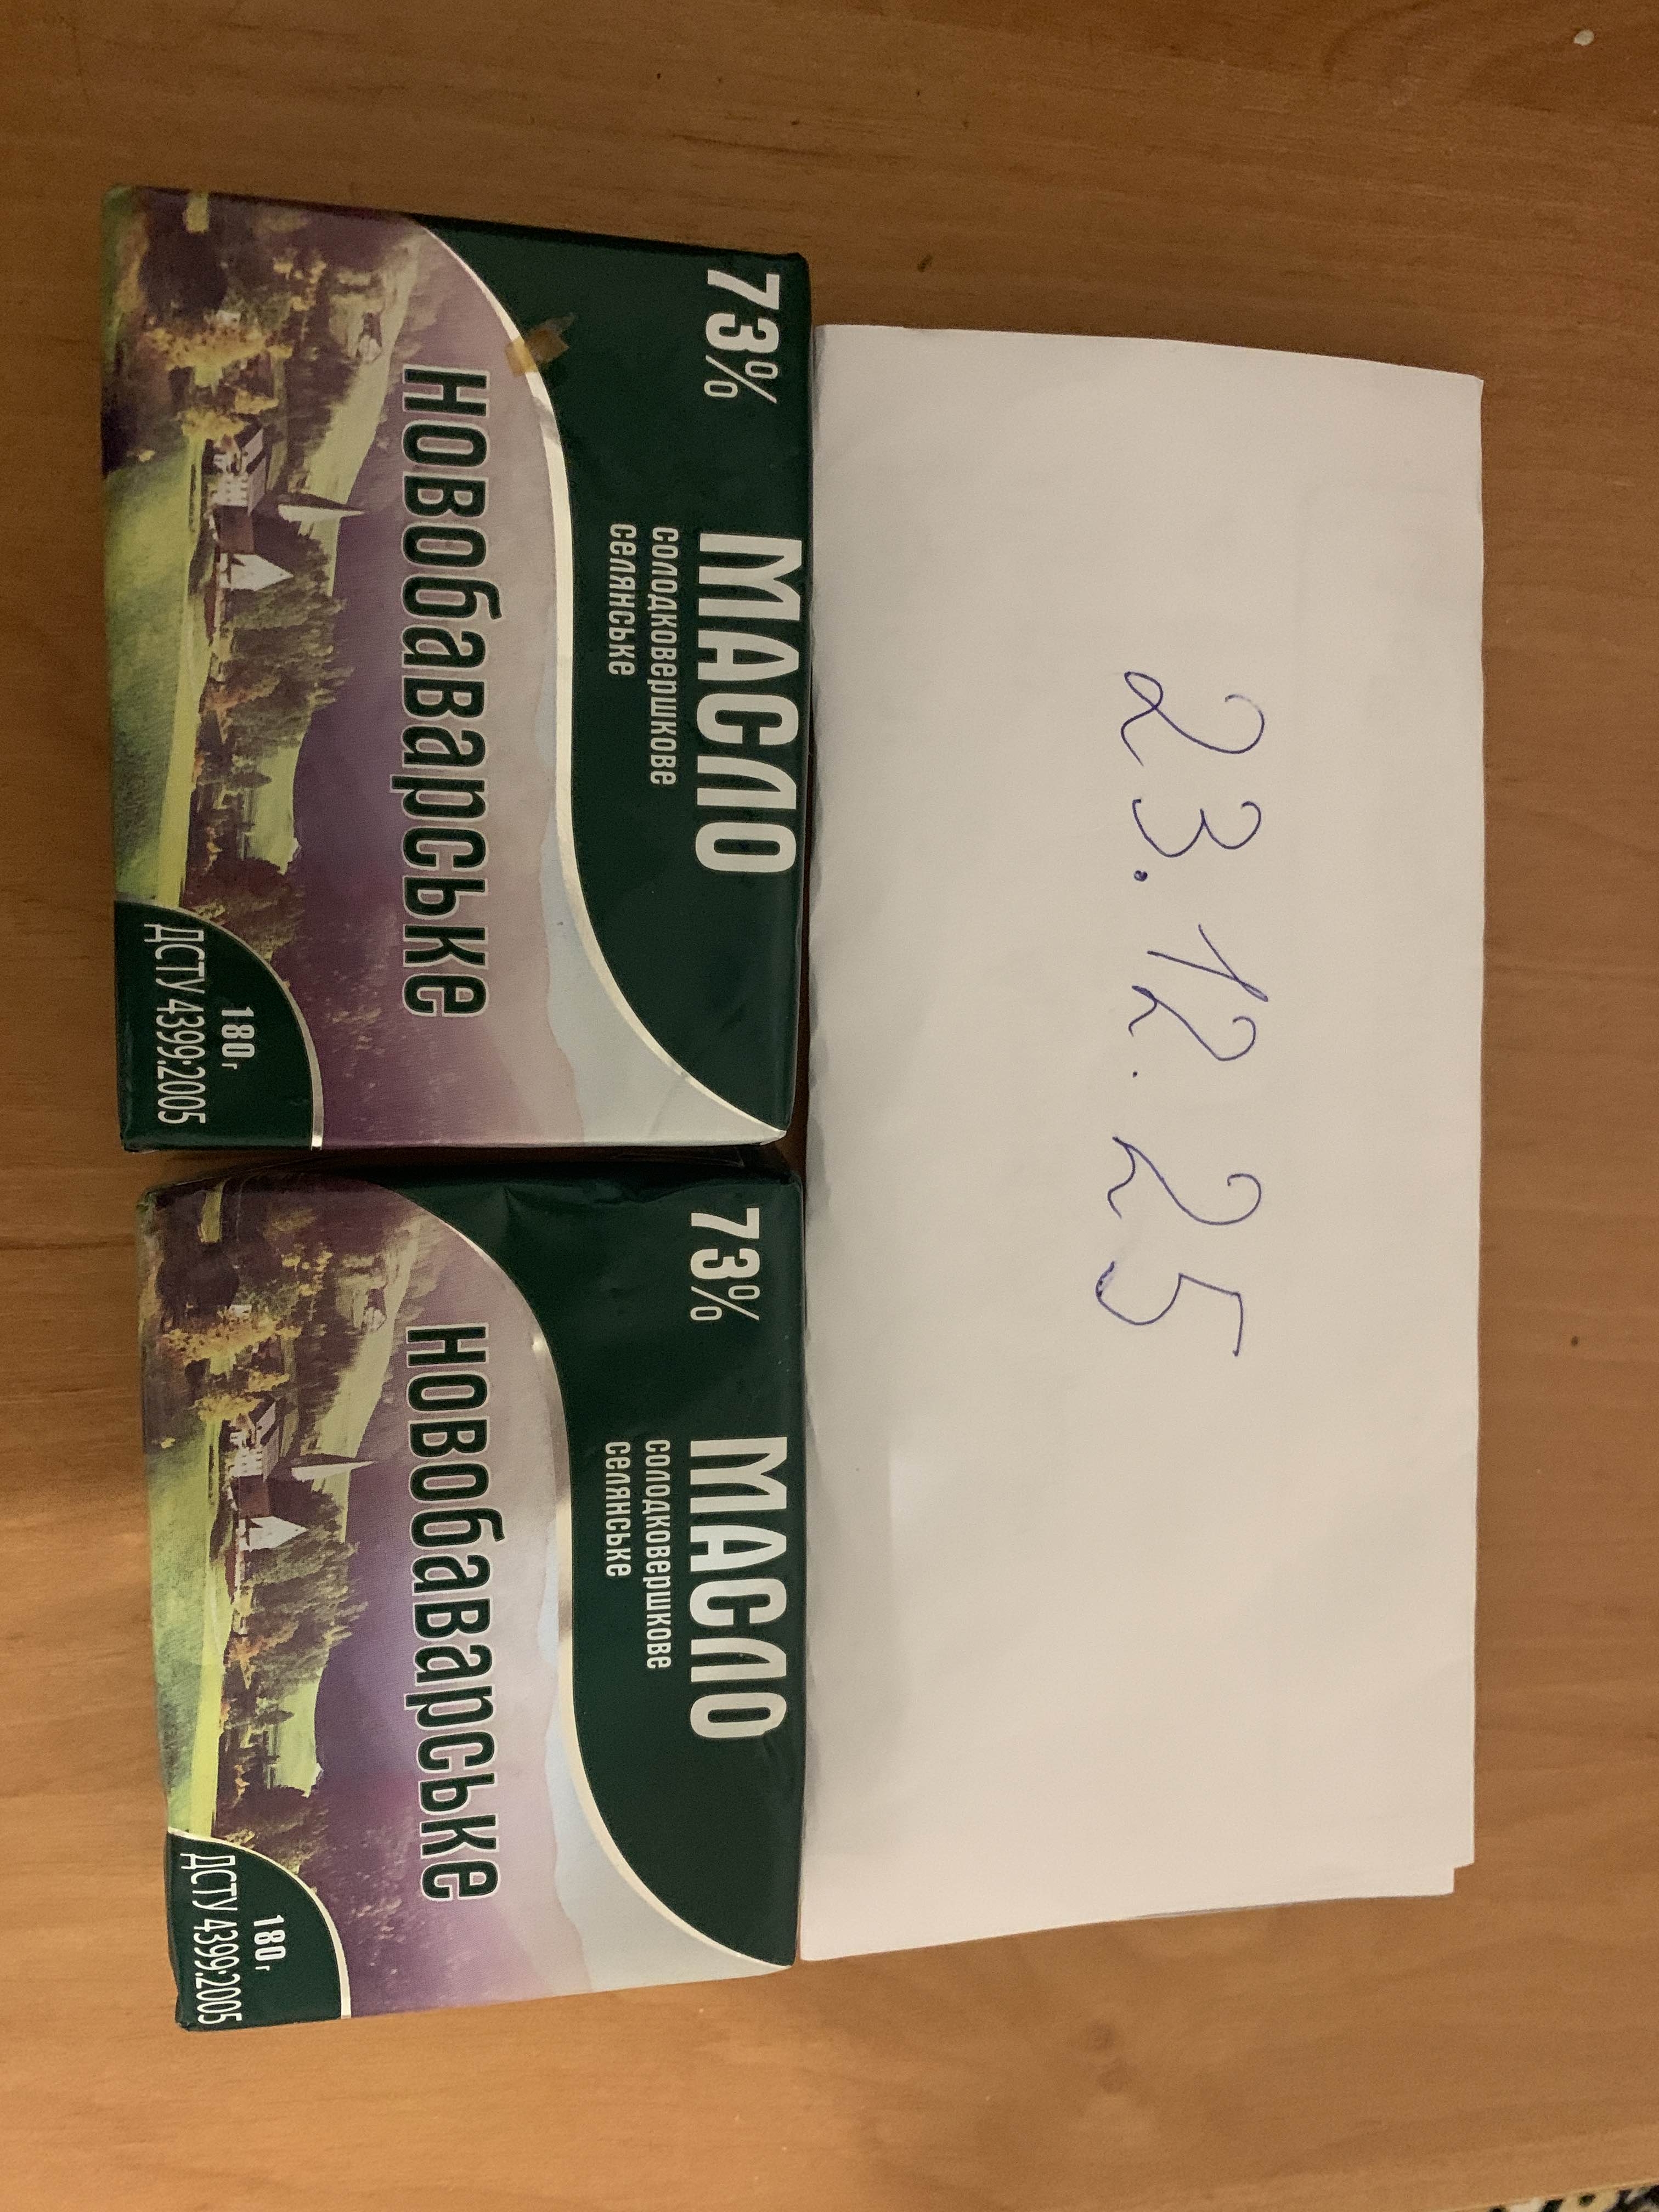 23.12.25
73%
МАСЛО
солодковершкове
селянське
Новобаварське
180 г
ДСТУ 4399:2005
73%
МАСЛО
солодковершкове
селянське
Новобаварське
180 г
ДСТУ 4399:2005